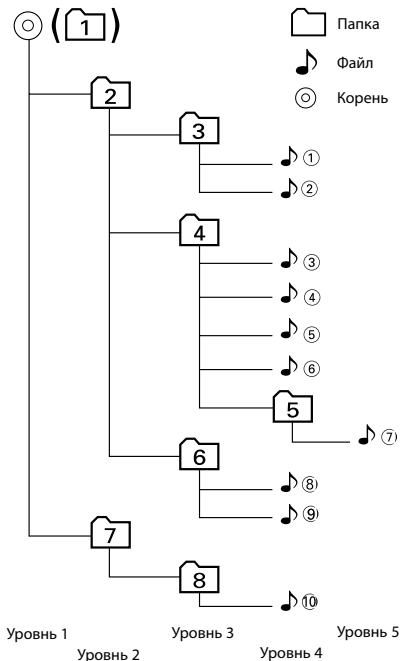 (1)
Папка
Файл
Корень
2
3
①
②
4
③
④
⑤
⑥
5
⑦
6
⑧
⑨
7
8
⑩
Уровнь 1
Уровнь 2
Уровнь 3
Уровнь 4
Уровнь 5